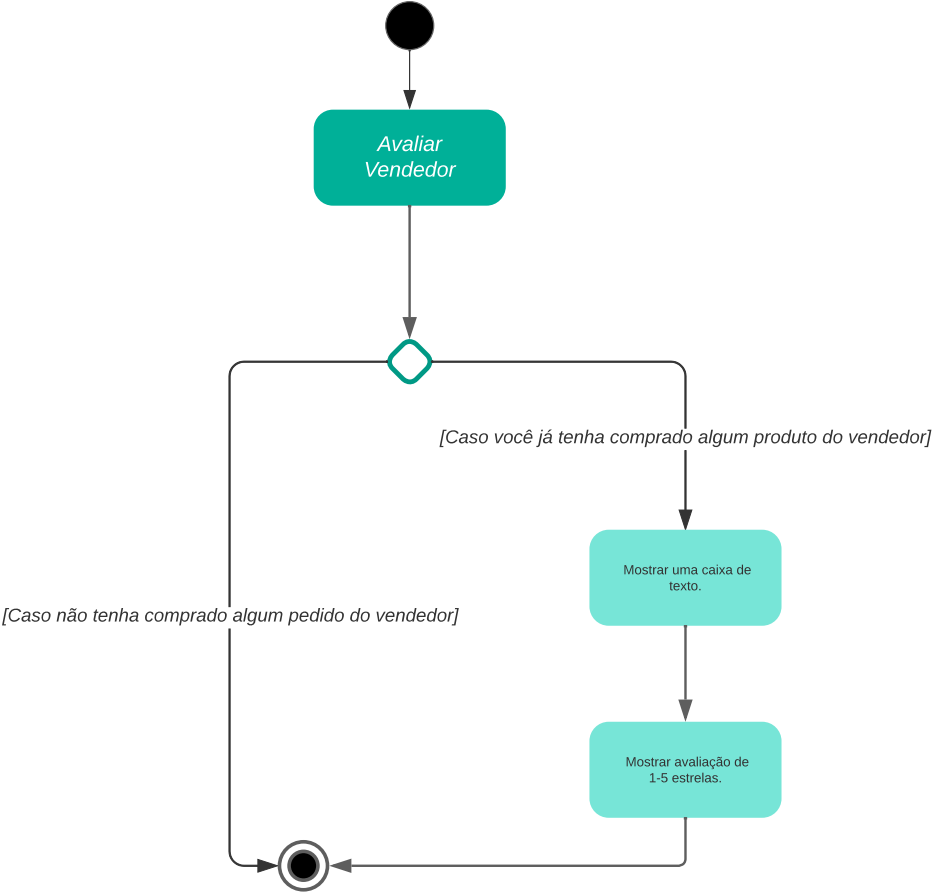 Avaliar
Vendedor
[Caso você já tenha comprado algum produto do vendedor]
Mostrar uma caixa de
texto.
[Caso não tenha comprado algum pedido do vendedor]
Mostrar avaliação de
1-5 estrelas.